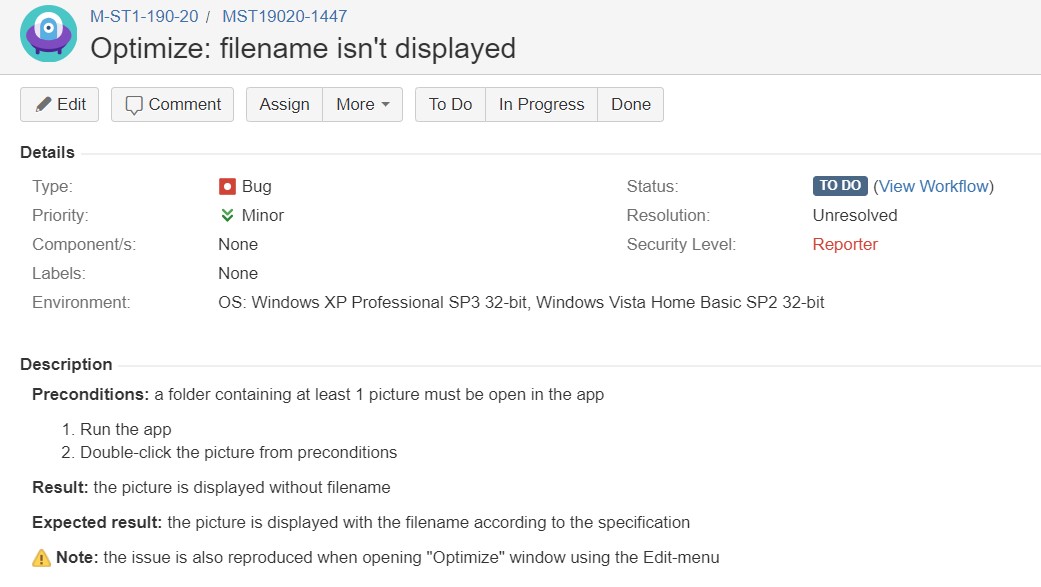 M-ST1-190-20 / MST19020-1447
Optimize: filename isn't displayed
Edit Comment Assign More To Do In Progress Done
Details
Type: Bug Status: TO DO (View Workflow)
Priority: Minor Resolution: Unresolved
Component/s: None Security Level: Reporter
Labels: None
Environment: OS: Windows XP Professional SP3 32-bit, Windows Vista Home Basic SP2 32-bit
Description
Preconditions: a folder containing at least 1 picture must be open in the app
1. Run the app
2. Double-click the picture from preconditions
Result: the picture is displayed without filename
Expected result: the picture is displayed with the filename according to the specification
Note: the issue is also reproduced when opening "Optimize" window using the Edit-menu